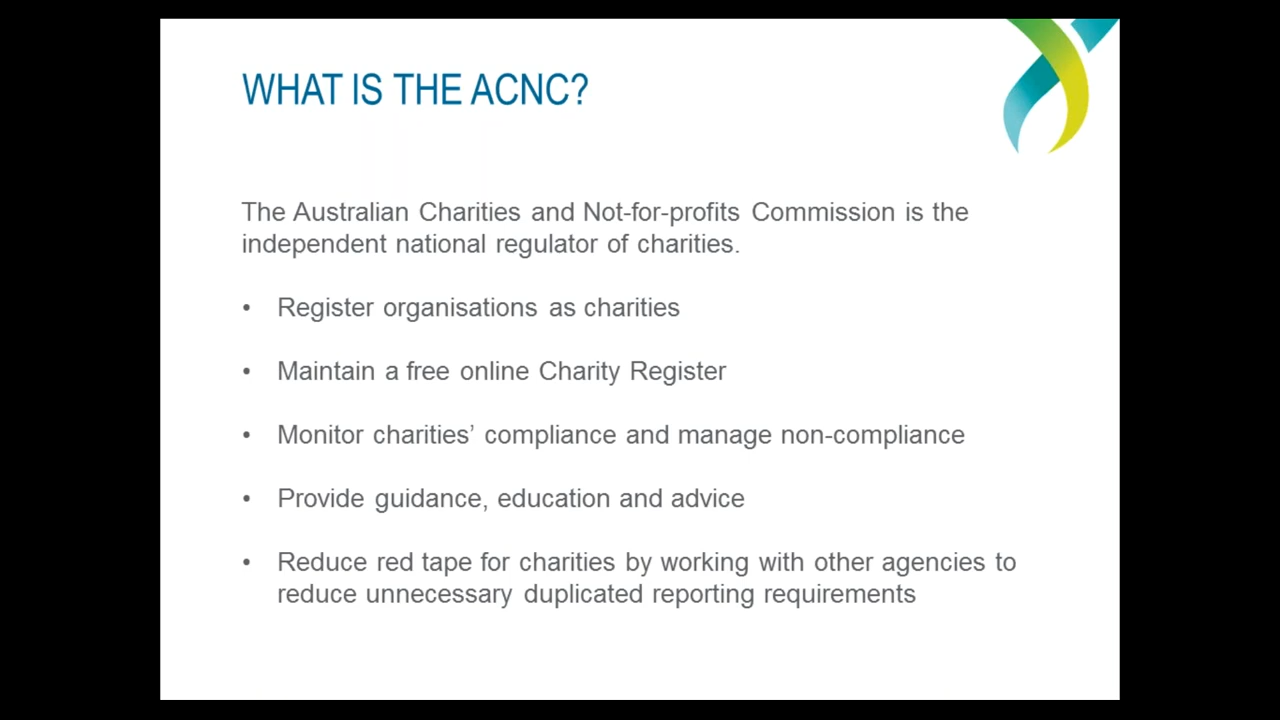 WHAT IS THE ACNC?
The Australian Charities and Not-for-profits Commission is the
independent national regulator of charities.
• Register organisations as charities
• Maintain a free online Charity Register
• Monitor charities’ compliance and manage non-compliance
• Provide guidance, education and advice
• Reduce red tape for charities by working with other agencies to
reduce unnecessary duplicated reporting requirements